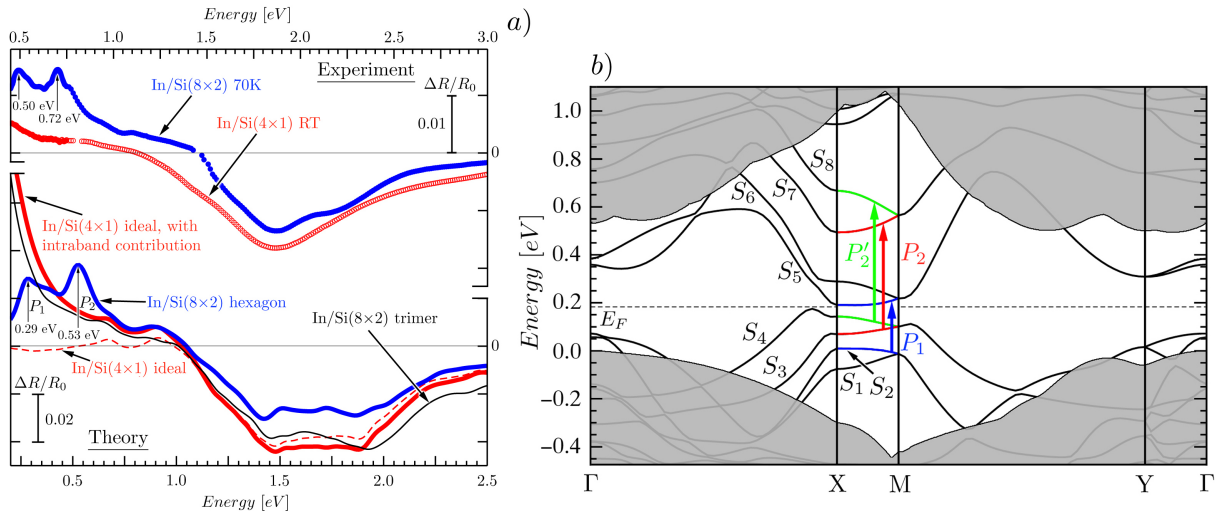 Energy [eV]
0.5 1.0 1.5 2.0 2.5 3.0
a)
Experiment
In/Si(8×2) 70K
ΔR/R₀
0.50 eV
0.72 eV
0.01
In/Si(4×1) RT
0
In/Si(4×1) ideal, with
intraband contribution
P₁
P₂
In/Si(8×2) hexagon
0.29 eV
0.53 eV
In/Si(8×2) trimer
0
In/Si(4×1) ideal
ΔR/R₀
0.02
Theory
0.5 1.0 1.5 2.0 2.5
Energy [eV]
b)
Energy [eV]
1.0
0.8
0.6
0.4
0.2
0.0
−0.2
−0.4
S₈
S₇
S₆
S₅
P₂′
P₂
E_F
S₄
P₁
S₃
S₁
S₂
Γ X M Y Γ